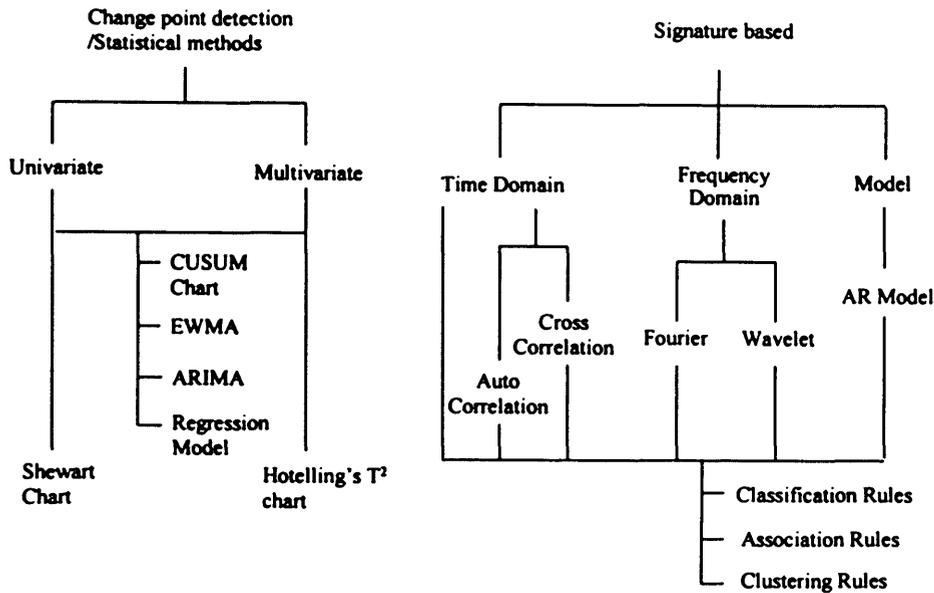 Change point detection
/Statistical methods
Univariate
Multivariate
CUSUM
Chart
EWMA
ARIMA
Regression
Model
Shewart
Chart
Hotelling's T²
chart
Signature based
Time Domain
Frequency
Domain
Model
AR Model
Cross
Correlation
Fourier
Wavelet
Auto
Correlation
Classification Rules
Association Rules
Clustering Rules